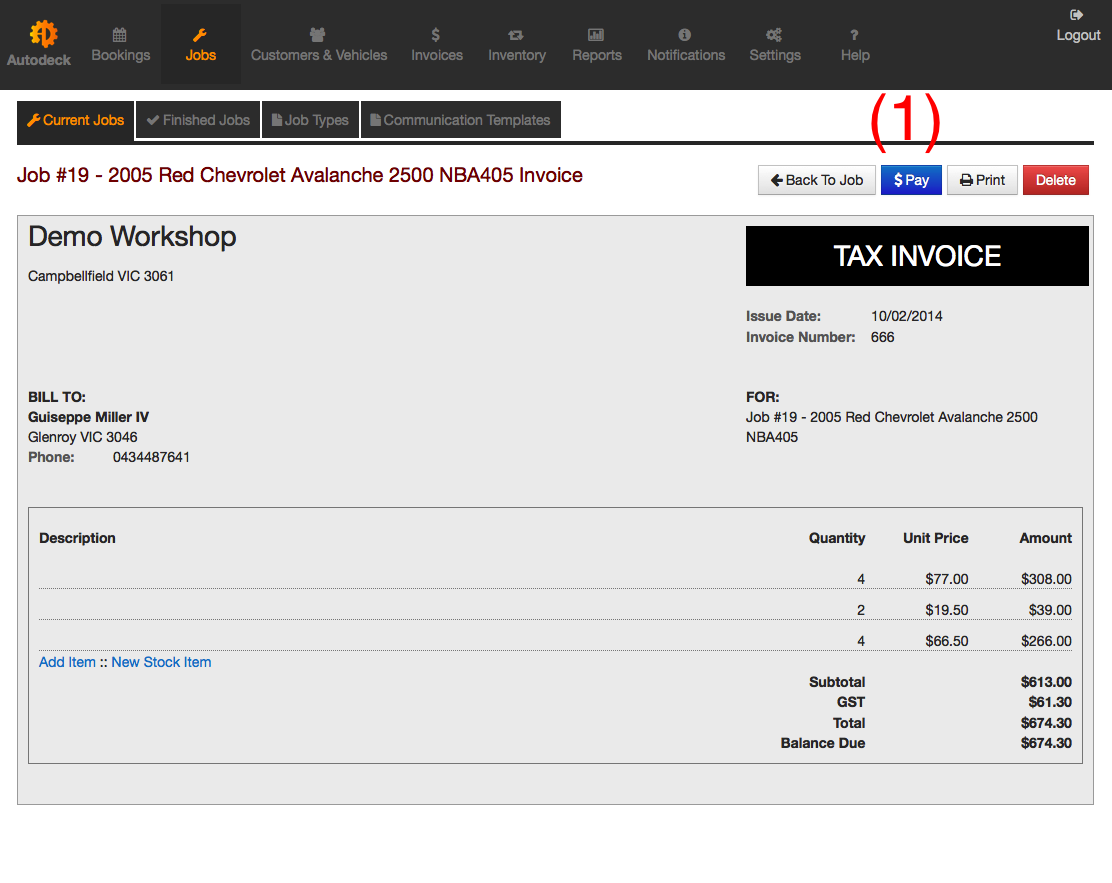 Autodeck
Bookings
Jobs
Customers & Vehicles
$
Invoices
Inventory
Reports
Notifications
Settings
?
Help
Logout
Current Jobs
Finished Jobs
Job Types
Communication Templates
(1)
Job #19 - 2005 Red Chevrolet Avalanche 2500 NBA405 Invoice
Back To Job
$ Pay
Print
Delete
Demo Workshop
Campbellfield VIC 3061
TAX INVOICE
Issue Date: 10/02/2014
Invoice Number: 666
BILL TO:
Guiseppe Miller IV
Glenroy VIC 3046
Phone: 0434487641
FOR:
Job #19 - 2005 Red Chevrolet Avalanche 2500
NBA405
Description Quantity Unit Price Amount
4 $77.00 $308.00
2 $19.50 $39.00
4 $66.50 $266.00
Add Item :: New Stock Item
Subtotal $613.00
GST $61.30
Total $674.30
Balance Due $674.30